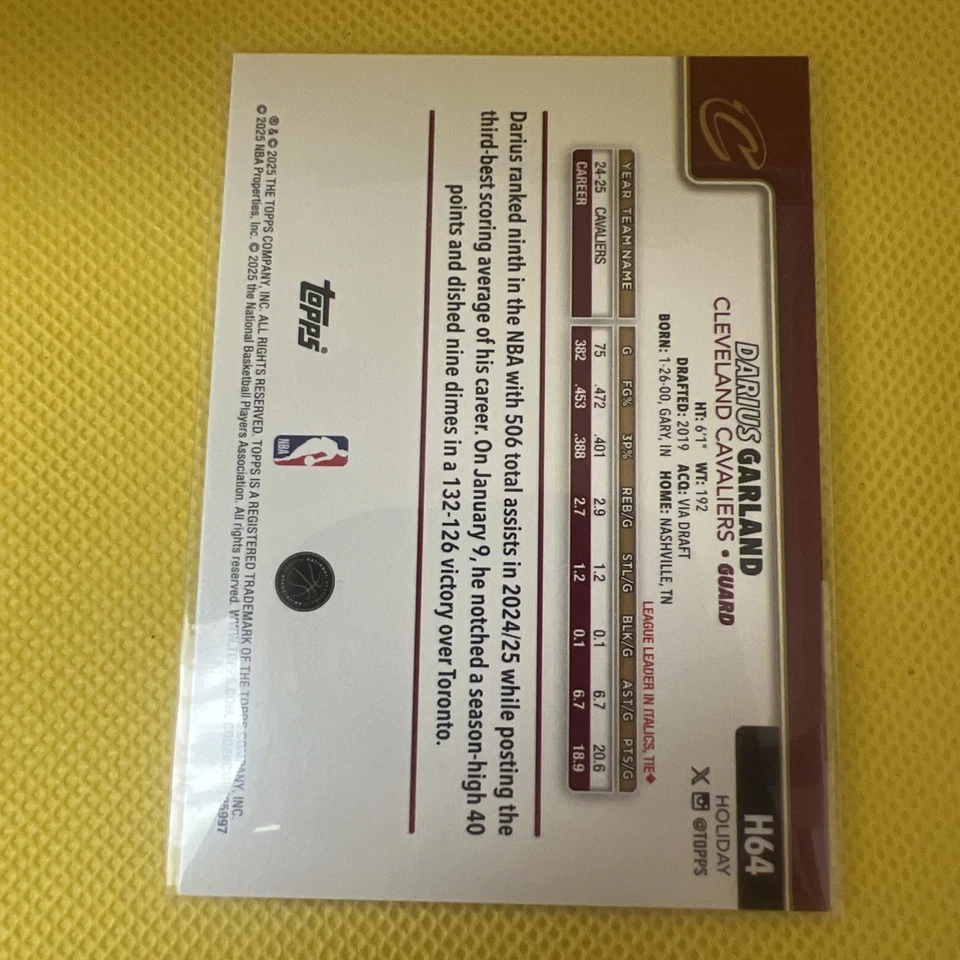 H64
HOLIDAY
@TOPPS
DARIUS GARLAND
CLEVELAND CAVALIERS • GUARD
HT: 6'1" WT: 192
DRAFTED: 2019 ACQ: VIA DRAFT
BORN: 1-26-00, GARY, IN HOME: NASHVILLE, TN
LEAGUE LEADER IN ITALICS, TIE◆
YEAR TEAM NAME G FG% 3P% REB/G STL/G BLK/G AST/G PTS/G
24-25 CAVALIERS 75 .472 .401 2.9 1.2 0.1 6.7 20.6
CAREER 382 .453 .388 2.7 1.2 0.1 6.7 18.9
Darius ranked ninth in the NBA with 506 total assists in 2024/25 while posting the
third-best scoring average of his career. On January 9, he notched a season-high 40
points and dished nine dimes in a 132-126 victory over Toronto.
topps®
NBA
® & © 2025 THE TOPPS COMPANY, INC. ALL RIGHTS RESERVED. TOPPS IS A REGISTERED TRADEMARK OF THE TOPPS COMPANY, INC.
© 2025 NBA Properties, Inc. © 2025 the National Basketball Players Association. All rights reserved. WWW.TOPPS.COM.